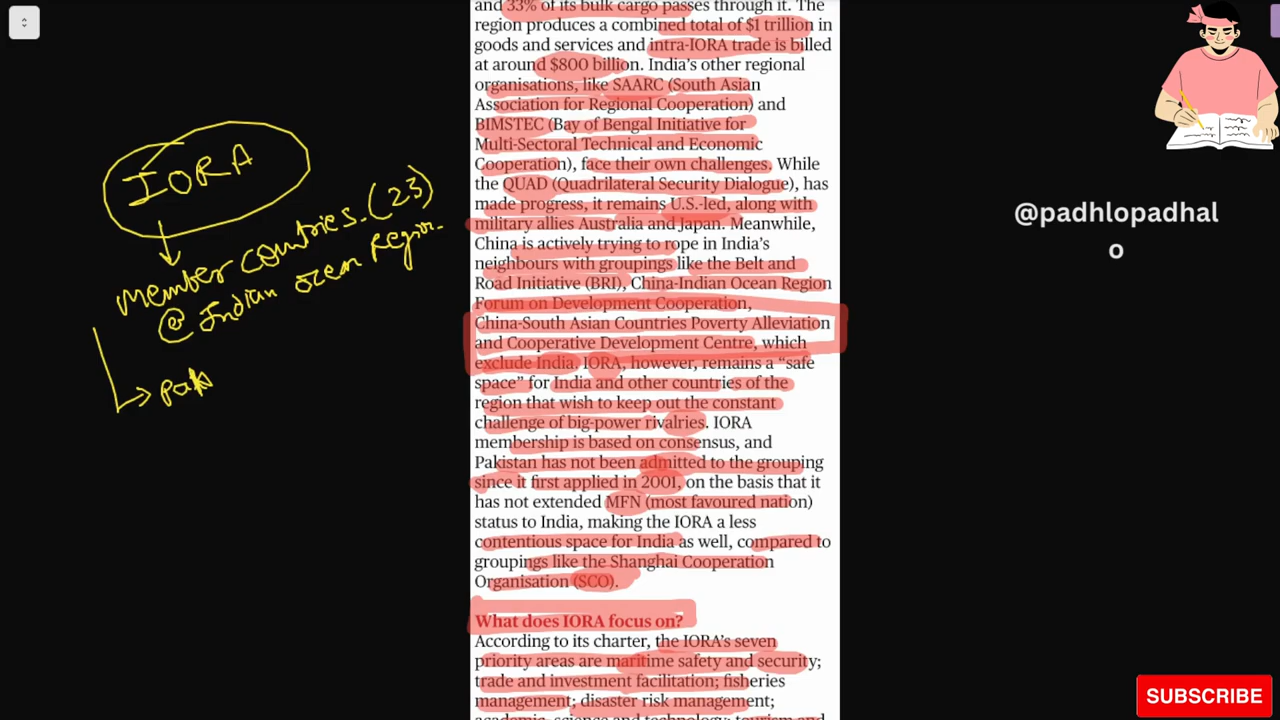 IORA
member countries. (23)
@ Indian ocean Region.
→ pak
and 33% of its bulk cargo passes through it. The
region produces a combined total of $1 trillion in
goods and services and intra-IORA trade is billed
at around $800 billion. India's other regional
organisations, like SAARC (South Asian
Association for Regional Cooperation) and
BIMSTEC (Bay of Bengal Initiative for
Multi-Sectoral Technical and Economic
Cooperation), face their own challenges. While
the QUAD (Quadrilateral Security Dialogue), has
made progress, it remains U.S.-led, along with
military allies Australia and Japan. Meanwhile,
China is actively trying to rope in India's
neighbours with groupings like the Belt and
Road Initiative (BRI), China-Indian Ocean Region
Forum on Development Cooperation,
China-South Asian Countries Poverty Alleviation
and Cooperative Development Centre, which
exclude India. IORA, however, remains a “safe
space” for India and other countries of the
region that wish to keep out the constant
challenge of big-power rivalries. IORA
membership is based on consensus, and
Pakistan has not been admitted to the grouping
since it first applied in 2001, on the basis that it
has not extended MFN (most favoured nation)
status to India, making the IORA a less
contentious space for India as well, compared to
groupings like the Shanghai Cooperation
Organisation (SCO).
What does IORA focus on?
According to its charter, the IORA's seven
priority areas are maritime safety and security;
trade and investment facilitation; fisheries
management; disaster risk management;
academic, science and technology; tourism and
@padhlopadhal
o
SUBSCRIBE